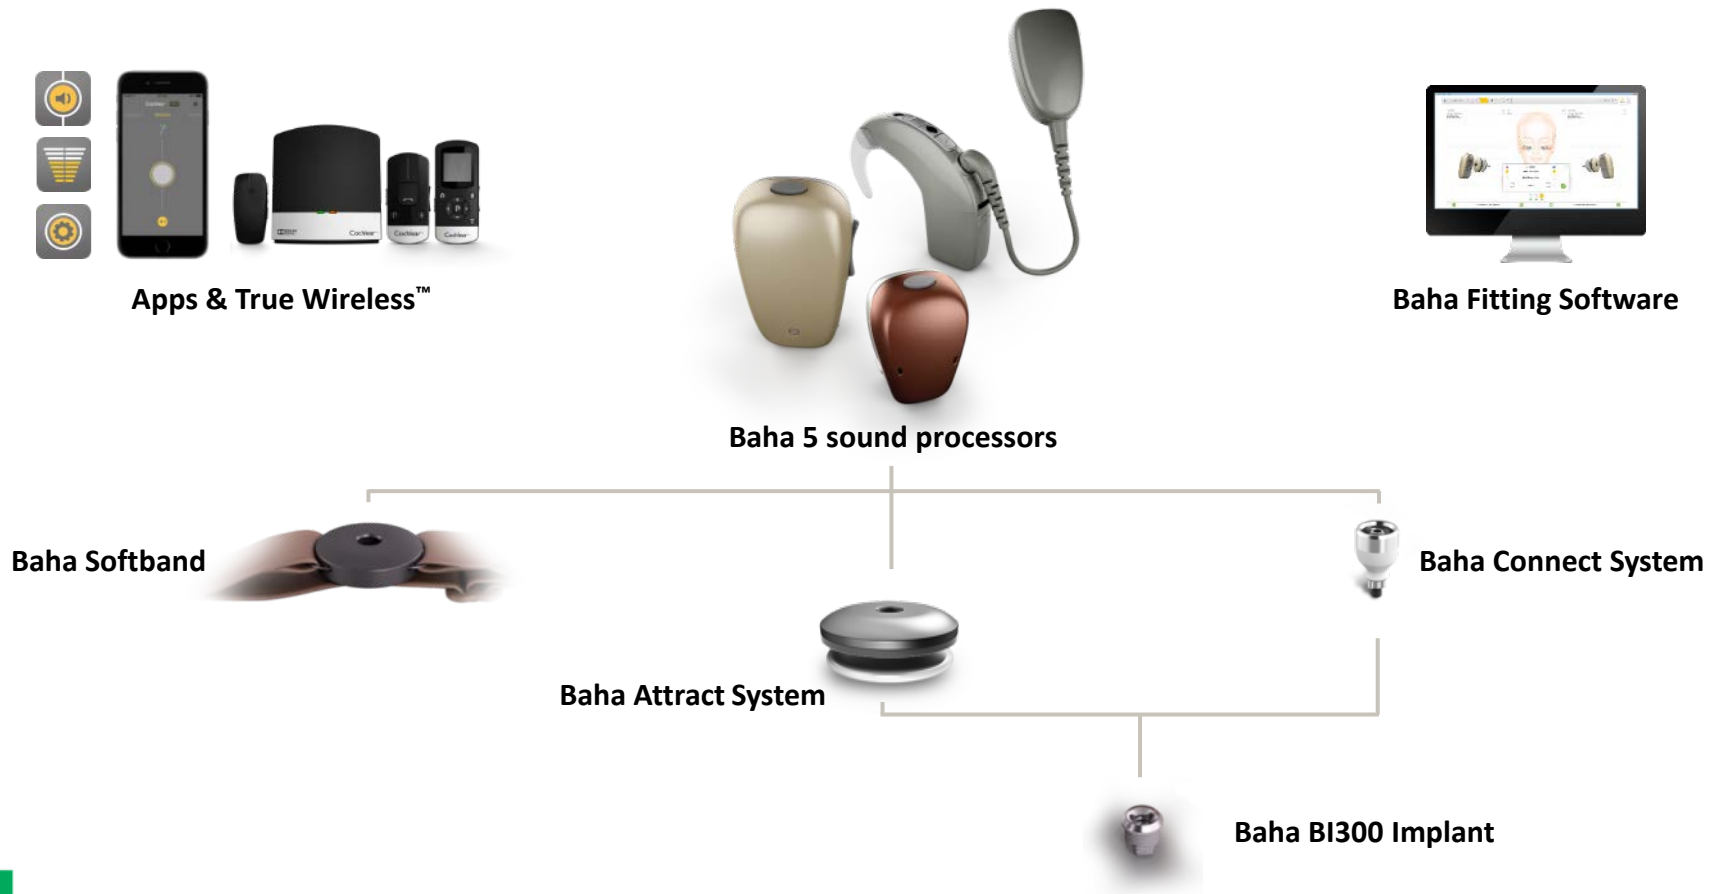 Apps & True Wireless™
Baha Fitting Software
Baha 5 sound processors
Baha Softband
Baha Connect System
Baha Attract System
Baha BI300 Implant